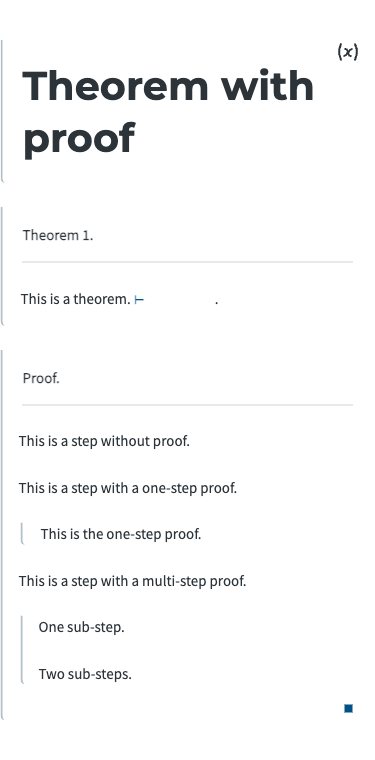 (x)
Theorem with
proof
Theorem 1.
This is a theorem. ⊢ .
Proof.
This is a step without proof.
This is a step with a one-step proof.
This is the one-step proof.
This is a step with a multi-step proof.
One sub-step.
Two sub-steps.
■